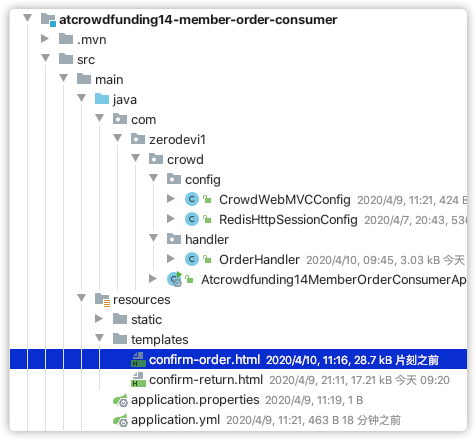 atcrowdfunding14-member-order-consumer
.mvn
src
main
java
com
zerodevi1
crowd
config
CrowdWebMVCConfig 2020/4/9, 11:21, 424 B
RedisHttpSessionConfig 2020/4/7, 20:43, 530
handler
OrderHandler 2020/4/10, 09:45, 3.03 kB 今天
Atcrowdfunding14MemberOrderConsumerAp
resources
static
templates
confirm-order.html 2020/4/10, 11:16, 28.7 kB 片刻之前
confirm-return.html 2020/4/9, 21:11, 17.21 kB 今天 09:20
application.properties 2020/4/9, 11:19, 1 B
application.yml 2020/4/9, 11:21, 463 B 18 分钟之前